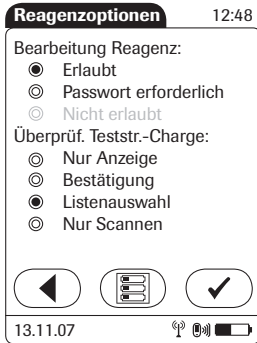 Reagenzoptionen 12:48
Bearbeitung Reagenz:
Erlaubt
Passwort erforderlich
Nicht erlaubt
Überprüf. Teststr.-Charge:
Nur Anzeige
Bestätigung
Listenauswahl
Nur Scannen
13.11.07